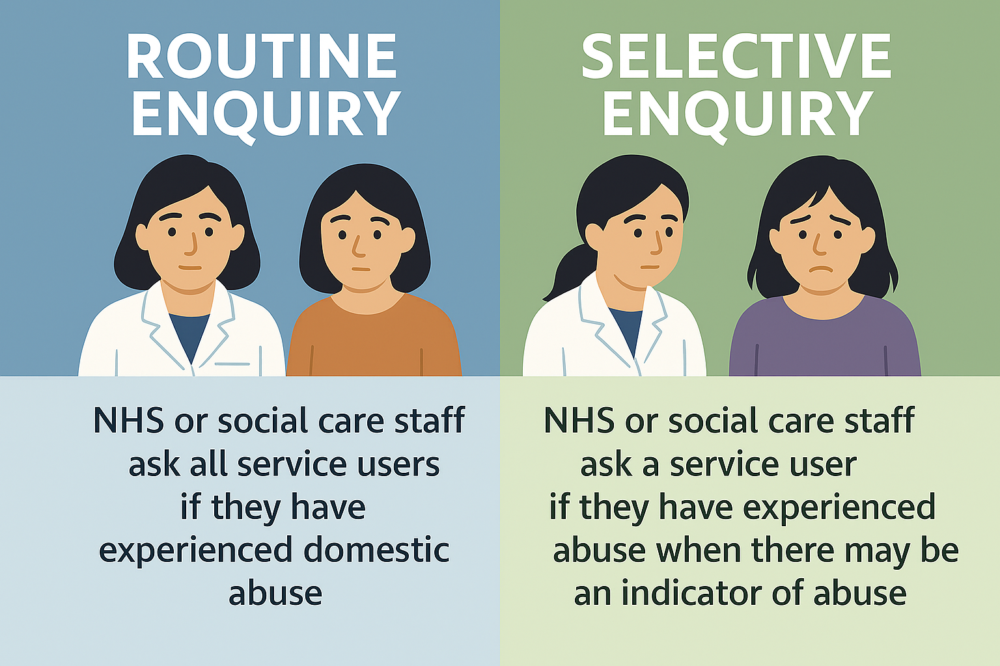 ROUTINE
ENQUIRY
NHS or social care staff
ask all service users
if they have
experienced domestic
abuse
SELECTIVE
ENQUIRY
NHS or social care staff
ask a service user
if they have experienced
abuse when there may be
an indicator of abuse